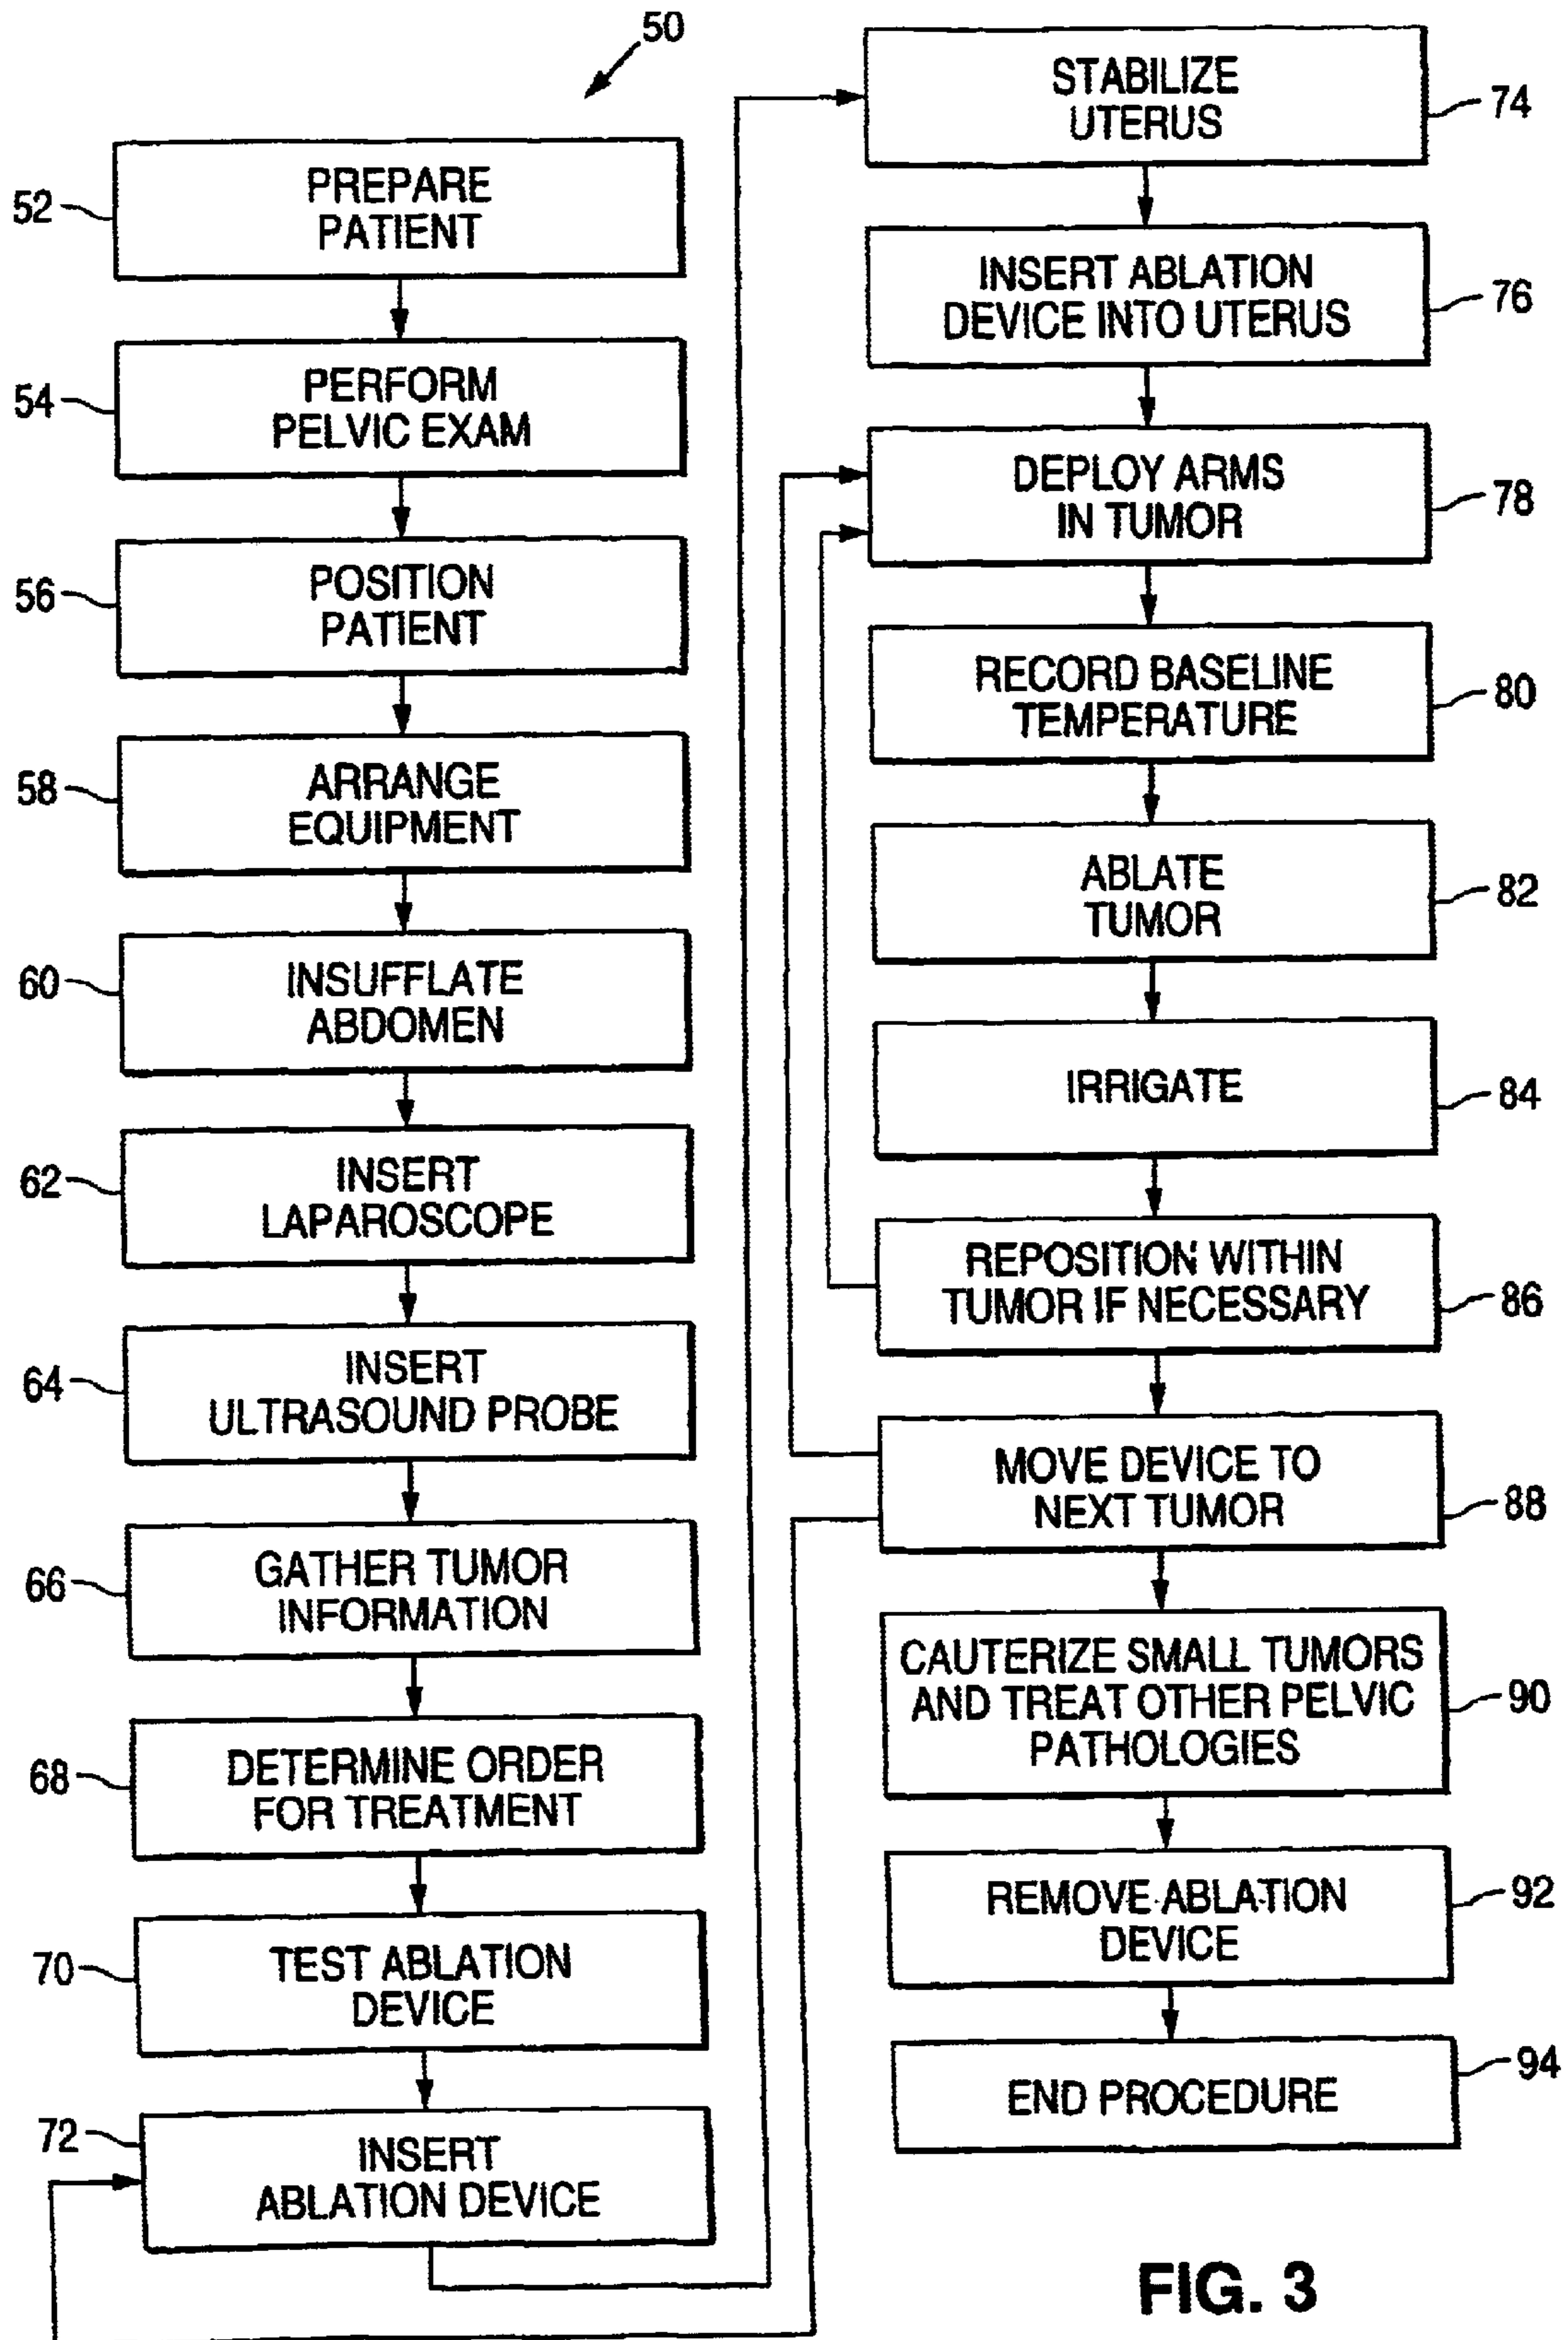 50
52
PREPARE
PATIENT
54
PERFORM
PELVIC EXAM
56
POSITION
PATIENT
58
ARRANGE
EQUIPMENT
60
INSUFFLATE
ABDOMEN
62
INSERT
LAPAROSCOPE
64
INSERT
ULTRASOUND PROBE
66
GATHER TUMOR
INFORMATION
68
DETERMINE ORDER
FOR TREATMENT
70
TEST ABLATION
DEVICE
72
INSERT
ABLATION DEVICE
STABILIZE
UTERUS
74
INSERT ABLATION
DEVICE INTO UTERUS
76
DEPLOY ARMS
IN TUMOR
78
RECORD BASELINE
TEMPERATURE
80
ABLATE
TUMOR
82
IRRIGATE
84
REPOSITION WITHIN
TUMOR IF NECESSARY
86
MOVE DEVICE TO
NEXT TUMOR
88
CAUTERIZE SMALL TUMORS
AND TREAT OTHER PELVIC
PATHOLOGIES
90
REMOVE ABLATION
DEVICE
92
END PROCEDURE
94
FIG. 3